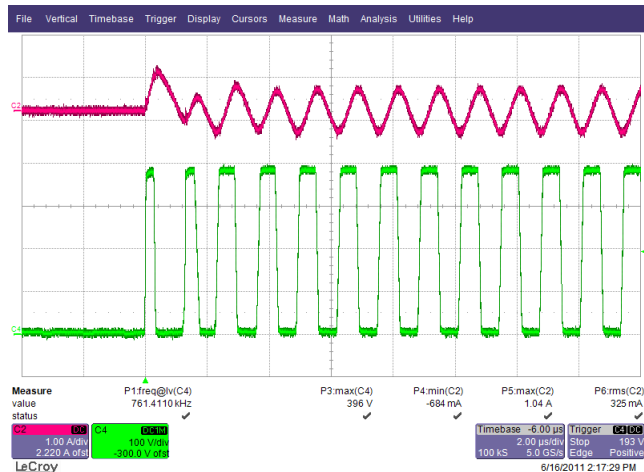 File Vertical Timebase Trigger Display Cursors Measure Math Analysis Utilities Help
C2
C4
Measure P1:freq@lv(C4) P3:max(C4) P4:min(C2) P5:max(C2) P6:rms(C2)
value 761.4110 kHz 396 V -684 mA 1.04 A 325 mA
status
C2 DC C4 DC1M Timebase -6.00 µs Trigger C4 DC
1.00 A/div 100 V/div 2.00 µs/div Stop 193 V
2.220 A ofst -300.0 V ofst 100 kS 5.0 GS/s Edge Positive
LeCroy 6/16/2011 2:17:29 PM